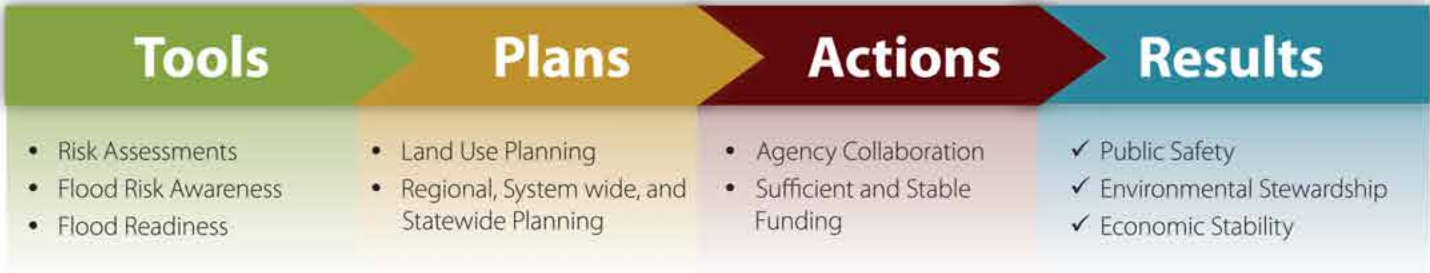 Tools
• Risk Assessments
• Flood Risk Awareness
• Flood Readiness
Plans
• Land Use Planning
• Regional, System wide, and
Statewide Planning
Actions
• Agency Collaboration
• Sufficient and Stable
Funding
Results
✓ Public Safety
✓ Environmental Stewardship
✓ Economic Stability